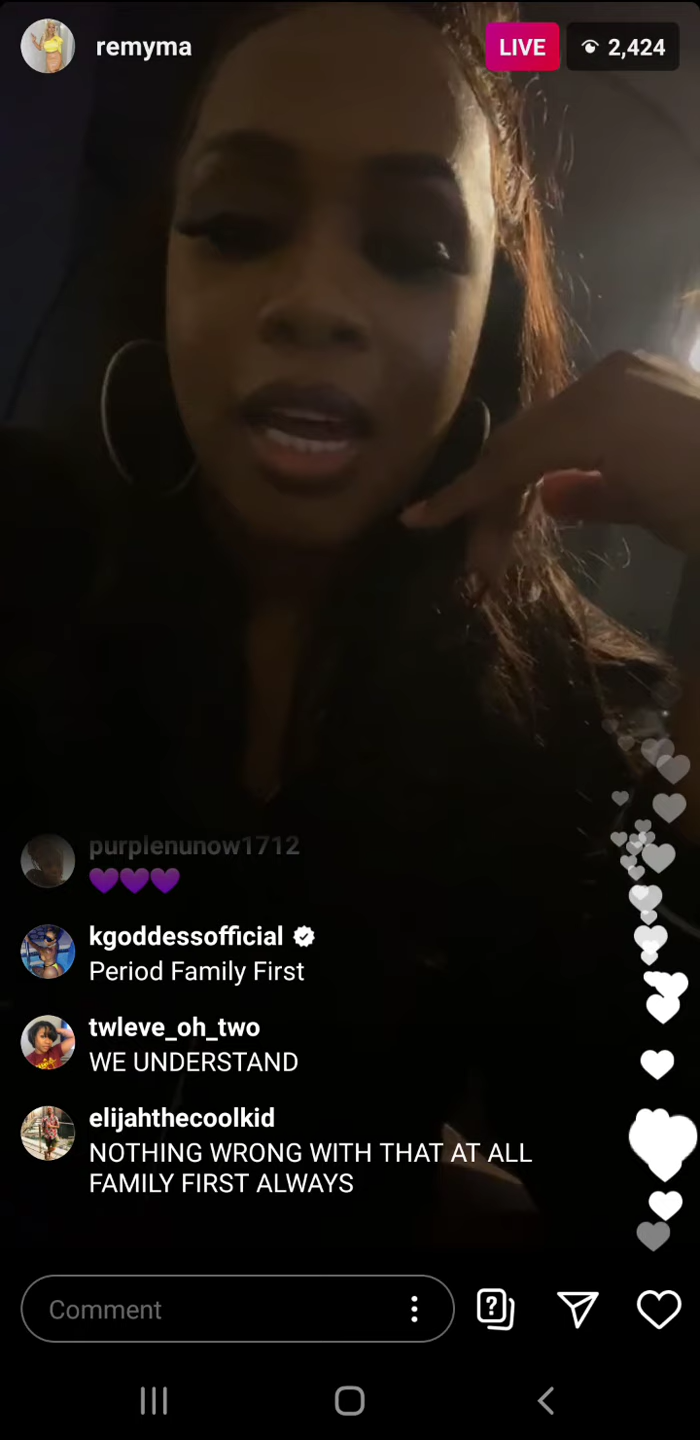 remyma
LIVE
2,424
purplenunow1712
💜💜💜
kgoddessofficial
Period Family First
twleve_oh_two
WE UNDERSTAND
elijahthecoolkid
NOTHING WRONG WITH THAT AT ALL
FAMILY FIRST ALWAYS
Comment